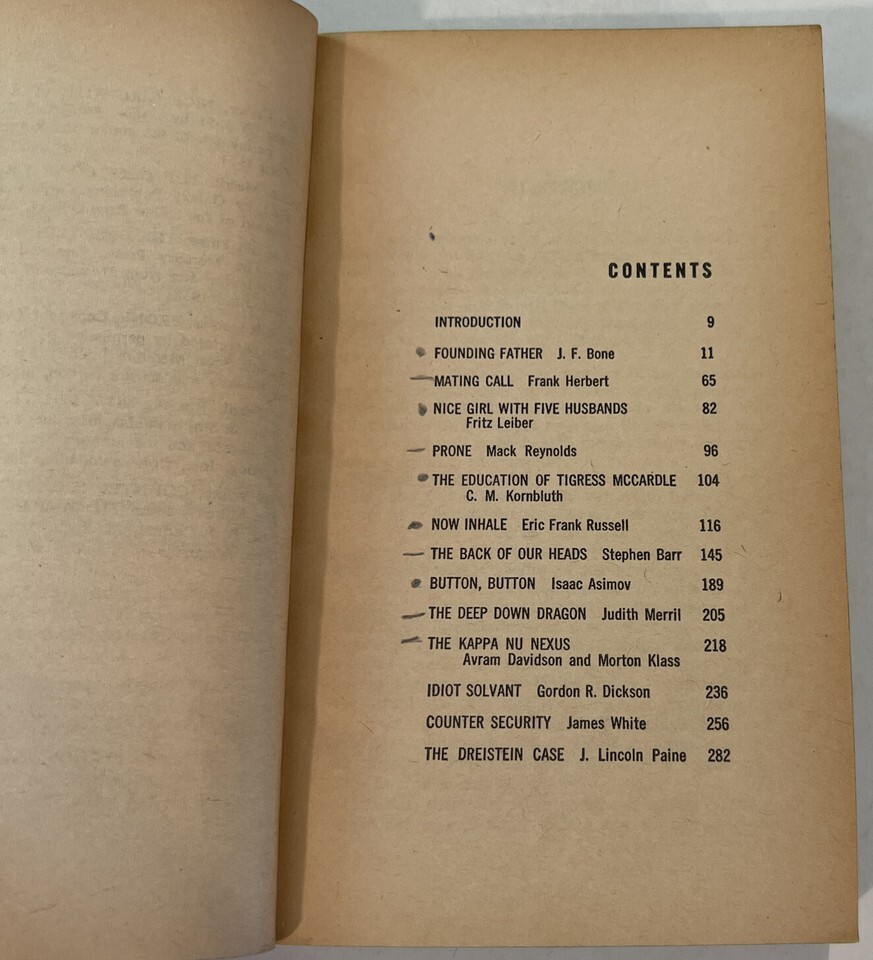 CONTENTS
INTRODUCTION 9
FOUNDING FATHER J. F. Bone 11
MATING CALL Frank Herbert 65
NICE GIRL WITH FIVE HUSBANDS 82
Fritz Leiber
PRONE Mack Reynolds 96
THE EDUCATION OF TIGRESS MCCARDLE 104
C. M. Kornbluth
NOW INHALE Eric Frank Russell 116
THE BACK OF OUR HEADS Stephen Barr 145
BUTTON, BUTTON Isaac Asimov 189
THE DEEP DOWN DRAGON Judith Merril 205
THE KAPPA NU NEXUS 218
Avram Davidson and Morton Klass
IDIOT SOLVANT Gordon R. Dickson 236
COUNTER SECURITY James White 256
THE DREISTEIN CASE J. Lincoln Paine 282